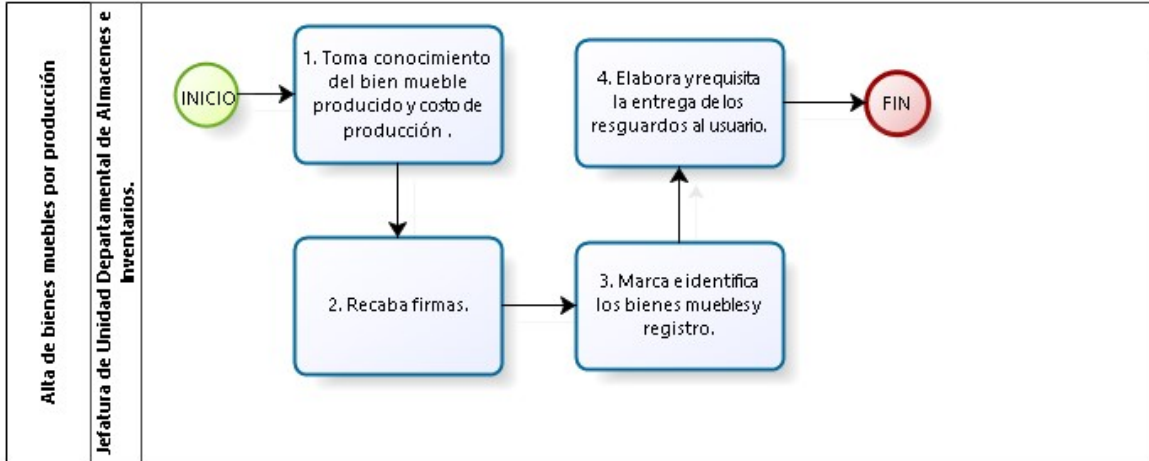 Alta de bienes muebles por producción
Jefatura de Unidad Departamental de Almacenes e
Inventarios.
INICIO
1. Toma conocimiento
del bien mueble
producido y costo de
producción .
2. Recaba firmas.
3. Marca e identifica
los bienes muebles y
registro.
4. Elabora y requisita
la entrega de los
resguardos al usuario.
FIN